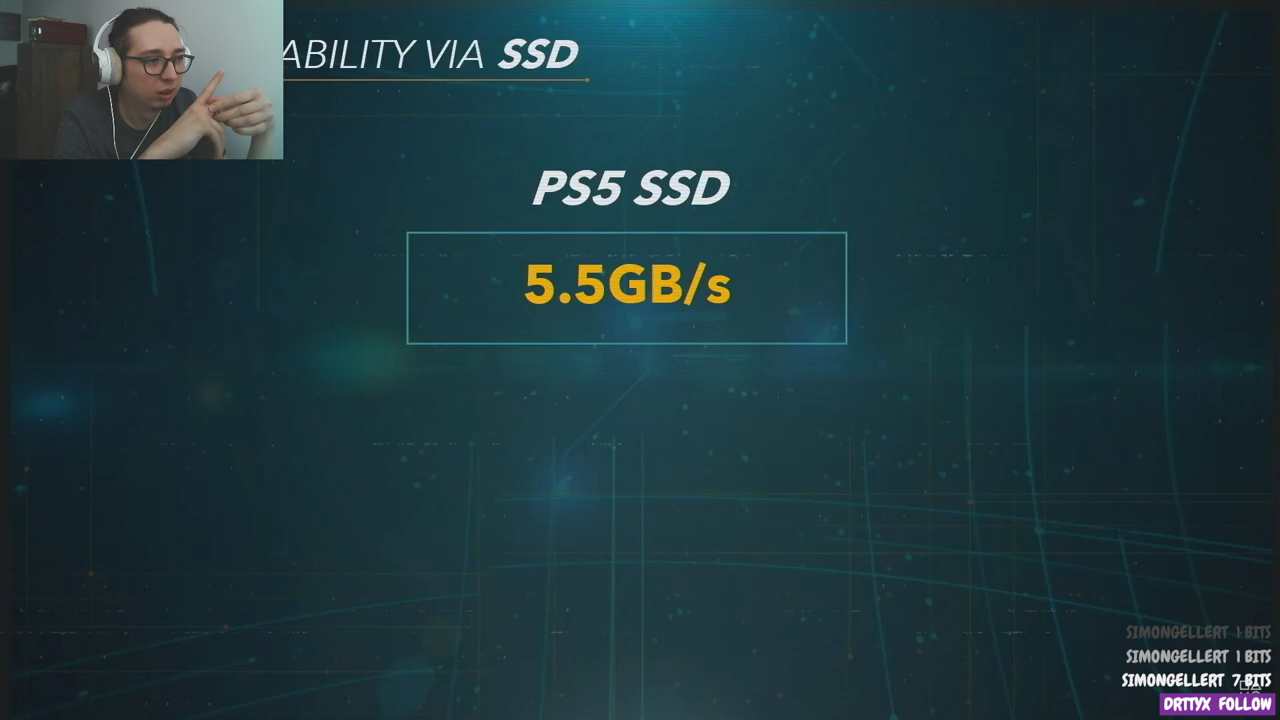 ABILITY VIA SSD
PS5 SSD
5.5GB/s
SIMONGELLERT 1 BITS
SIMONGELLERT 1 BITS
SIMONGELLERT 7 BITS
DRTTYX FOLLOW